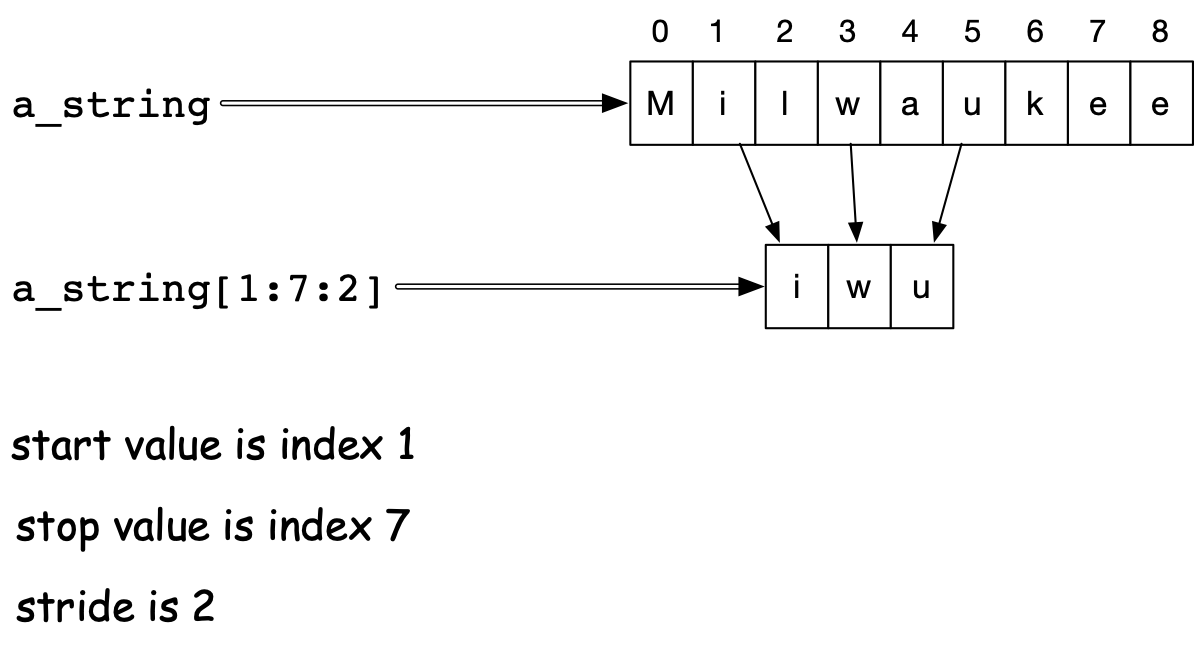 0 1 2 3 4 5 6 7 8
a_string M i l w a u k e e
a_string[1:7:2] i w u
start value is index 1
stop value is index 7
stride is 2